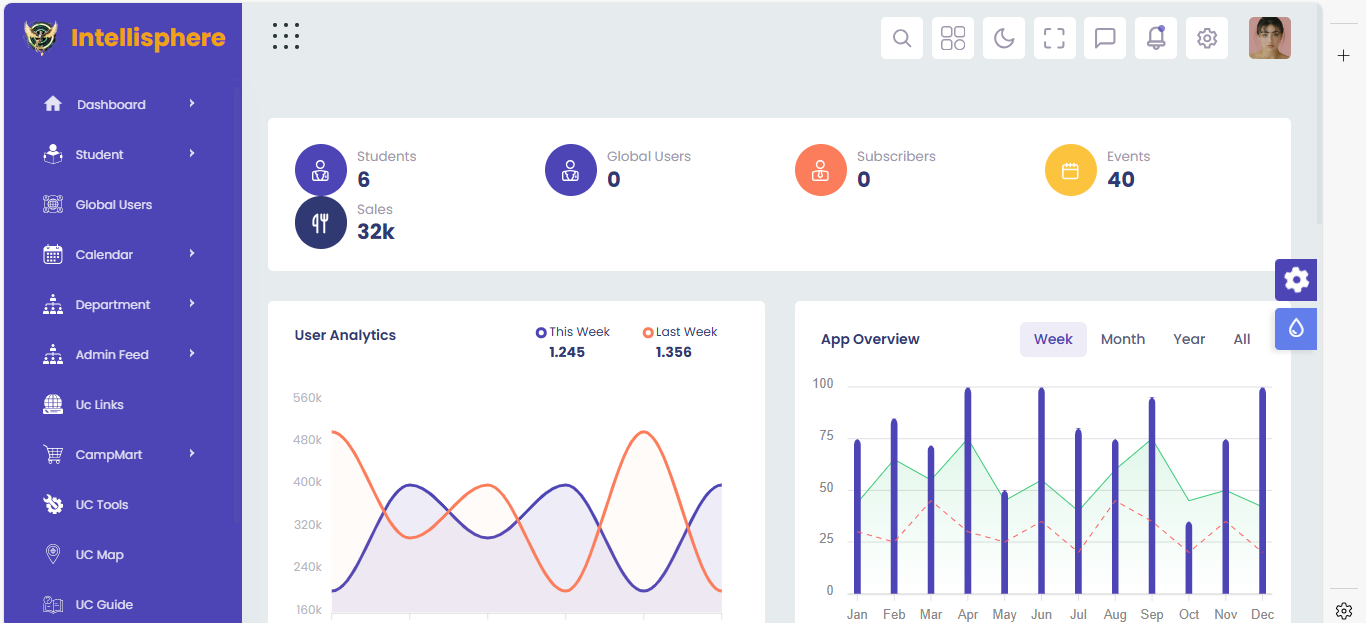 Intellisphere
Dashboard
Student
Global Users
Calendar
Department
Admin Feed
Uc Links
CampMart
UC Tools
UC Map
UC Guide
Students
6
Global Users
0
Subscribers
0
Events
40
Sales
32k
User Analytics
This Week
1.245
Last Week
1.356
560k
480k
400k
320k
240k
160k
App Overview
Week Month Year All
100
75
50
25
0
Jan Feb Mar Apr May Jun Jul Aug Sep Oct Nov Dec